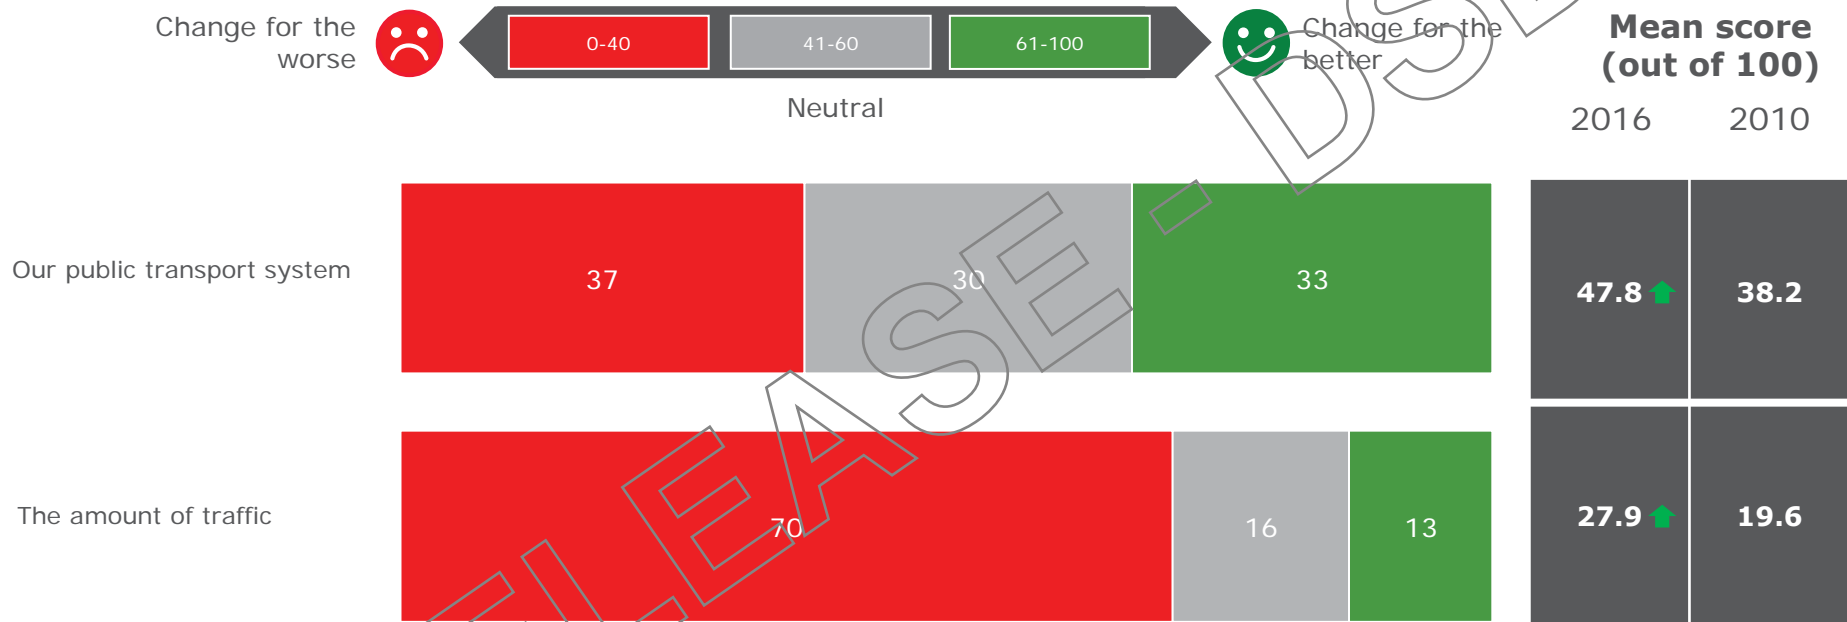 Change for the
worse
0-40
41-60
61-100
Change for the
better
Neutral
Mean score
(out of 100)
2016
2010
Our public transport system
37
30
33
47.8
38.2
The amount of traffic
70
16
13
27.9
19.6